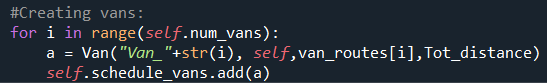 #Creating vans:
for i in range(self.num_vans):
    a = Van("Van_"+str(i), self,van_routes[i],Tot_distance)
    self.schedule_vans.add(a)